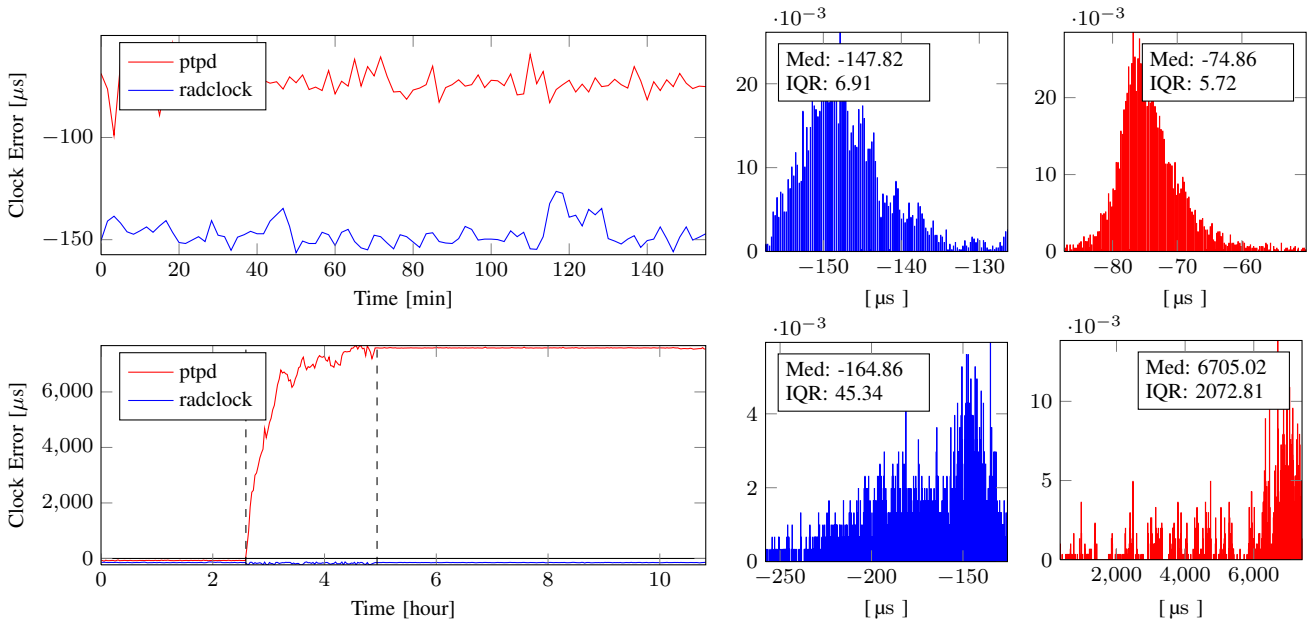 Clock Error [µs]
ptpd
radclock
−100
−150
0
20
40
60
80
100
120
140
Time [min]
·10⁻³
Med: -147.82
IQR: 6.91
20
10
0
−150
−140
−130
[ µs ]
·10⁻³
Med: -74.86
IQR: 5.72
20
10
0
−80
−70
−60
[ µs ]
Clock Error [µs]
ptpd
radclock
6,000
4,000
2,000
0
0
2
4
6
8
10
Time [hour]
·10⁻³
Med: -164.86
IQR: 45.34
4
2
0
−250
−200
−150
[ µs ]
·10⁻³
Med: 6705.02
IQR: 2072.81
10
5
0
2,000
4,000
6,000
[ µs ]